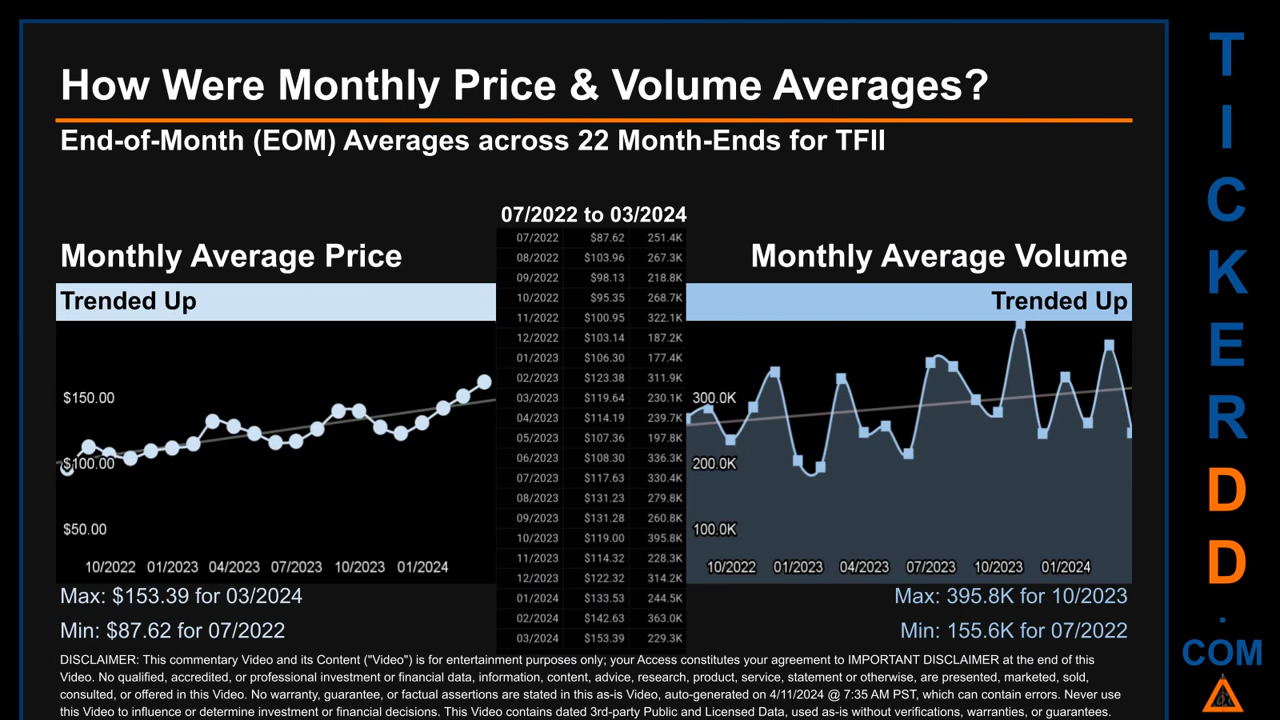 How Were Monthly Price & Volume Averages?
End-of-Month (EOM) Averages across 22 Month-Ends for TFII
07/2022 to 03/2024
Monthly Average Price
Monthly Average Volume
Trended Up
Trended Up
07/2022 $87.62 251.4K
08/2022 $103.96 267.3K
09/2022 $98.13 218.8K
10/2022 $95.35 268.7K
11/2022 $100.95 322.1K
12/2022 $103.14 187.2K
01/2023 $106.30 177.4K
02/2023 $123.38 311.9K
03/2023 $119.64 230.1K
04/2023 $114.19 239.7K
05/2023 $107.36 197.8K
06/2023 $108.30 336.3K
07/2023 $117.63 330.4K
08/2023 $131.23 279.8K
09/2023 $131.28 260.8K
10/2023 $119.00 395.8K
11/2023 $114.32 228.3K
12/2023 $122.32 314.2K
01/2024 $133.53 244.5K
02/2024 $142.63 363.0K
03/2024 $153.39 229.3K
$150.00
$100.00
$50.00
10/2022 01/2023 04/2023 07/2023 10/2023 01/2024
300.0K
200.0K
100.0K
10/2022 01/2023 04/2023 07/2023 10/2023 01/2024
Max: $153.39 for 03/2024
Min: $87.62 for 07/2022
Max: 395.8K for 10/2023
Min: 155.6K for 07/2022
DISCLAIMER: This commentary Video and its Content ("Video") is for entertainment purposes only; your Access constitutes your agreement to IMPORTANT DISCLAIMER at the end of this
Video. No qualified, accredited, or professional investment or financial data, information, content, advice, research, product, service, statement or otherwise, are presented, marketed, sold,
consulted, or offered in this Video. No warranty, guarantee, or factual assertions are stated in this as-is Video, auto-generated on 4/11/2024 @ 7:35 AM PST, which can contain errors. Never use
this Video to influence or determine investment or financial decisions. This Video contains dated 3rd-party Public and Licensed Data, used as-is without verifications, warranties, or guarantees.
T
I
C
K
E
R
D
D
.
COM